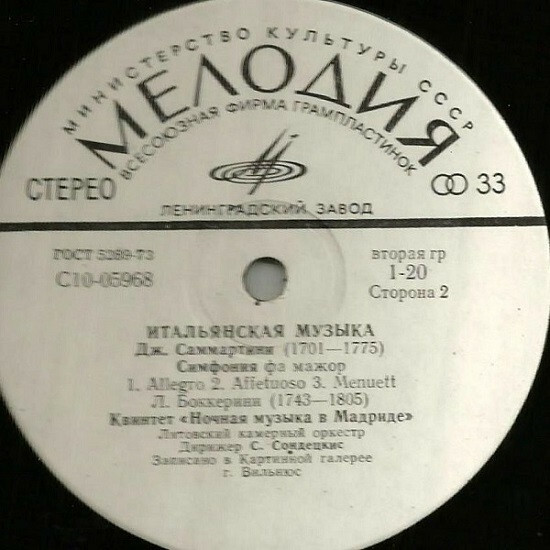 МИНИСТЕРСТВО КУЛЬТУРЫ СССР
МЕЛОДИЯ
ВСЕСОЮЗНАЯ ФИРМА ГРАМПЛАСТИНОК
СТЕРЕО
33
ЛЕНИНГРАДСКИЙ ЗАВОД
ГОСТ 5289-73
С10-05968
вторая гр
1-20
Сторона 2
ИТАЛЬЯНСКАЯ МУЗЫКА
Дж. Саммартини (1701—1775)
Симфония фа мажор
1. Allegro 2. Affetuoso 3. Menuett
Л. Боккерини (1743—1805)
Квинтет «Ночная музыка в Мадриде»
Литовский камерный оркестр
Дирижер С. Сондецкис
Записано в Картинной галерее
г. Вильнюс